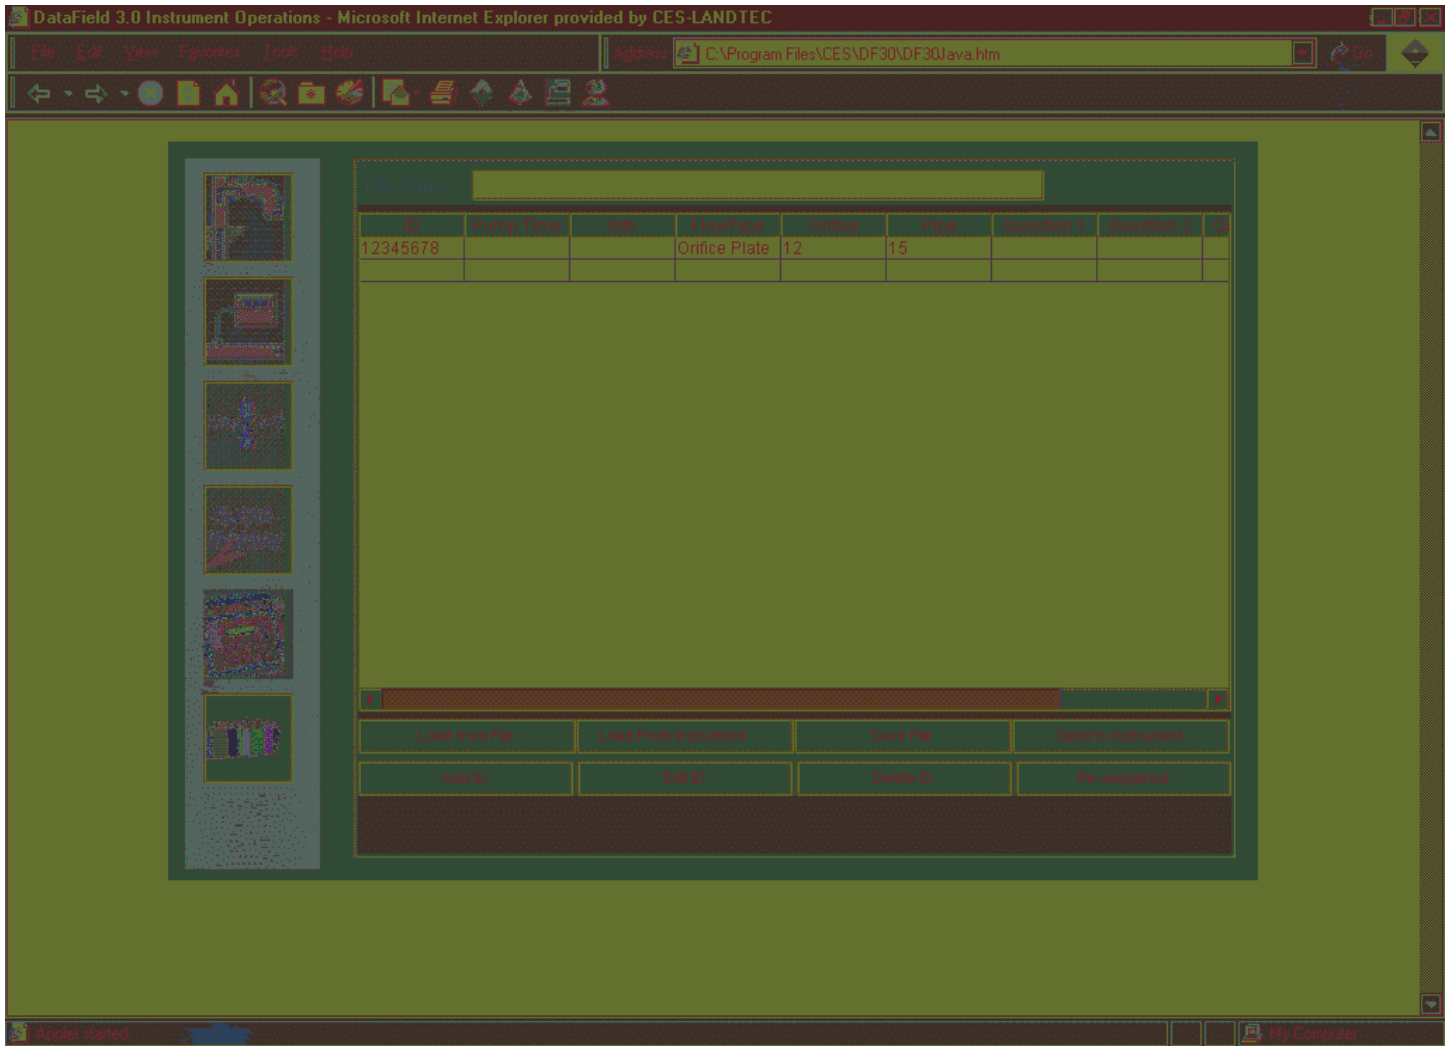 DataField 3.0 Instrument Operations - Microsoft Internet Explorer provided by CES-LANDTEC
File Edit View Favorites Tools Help Address C:\Program Files\CES\DF30\DF30Java.htm Go
File Name
ID Pump Time Info FlowType Orifice Pipe Question 1 Question 2
12345678 Orifice Plate 12 15
Load from File Load From Instrument Save File Send to Instrument
Add ID Edit ID Delete ID Re-sequence
Applet started My Computer